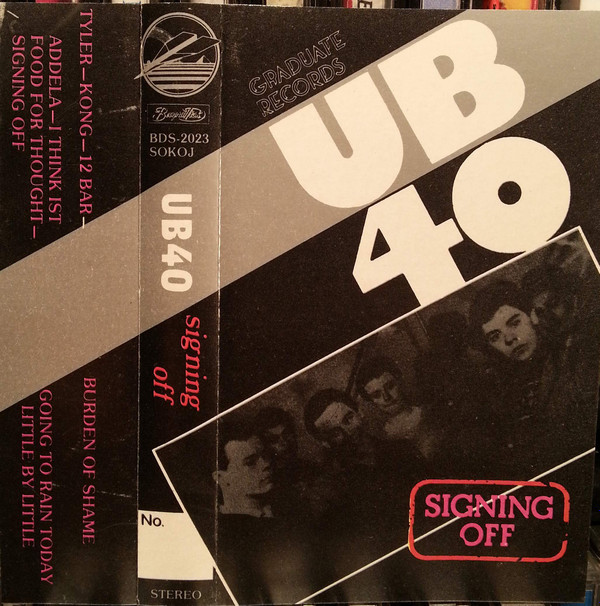 TYLER—KONG—12 BAR—
ADDELA—I THINK IST
FOOD FOR THOUGHT—
SIGNING OFF
BURDEN OF SHAME
GOING TO RAIN TODAY
LITTLE BY LITTLE
BDS-2023
SOKOJ
UB40
signing
off
No.
STEREO
GRADUATE
RECORDS
UB
40
SIGNING
OFF